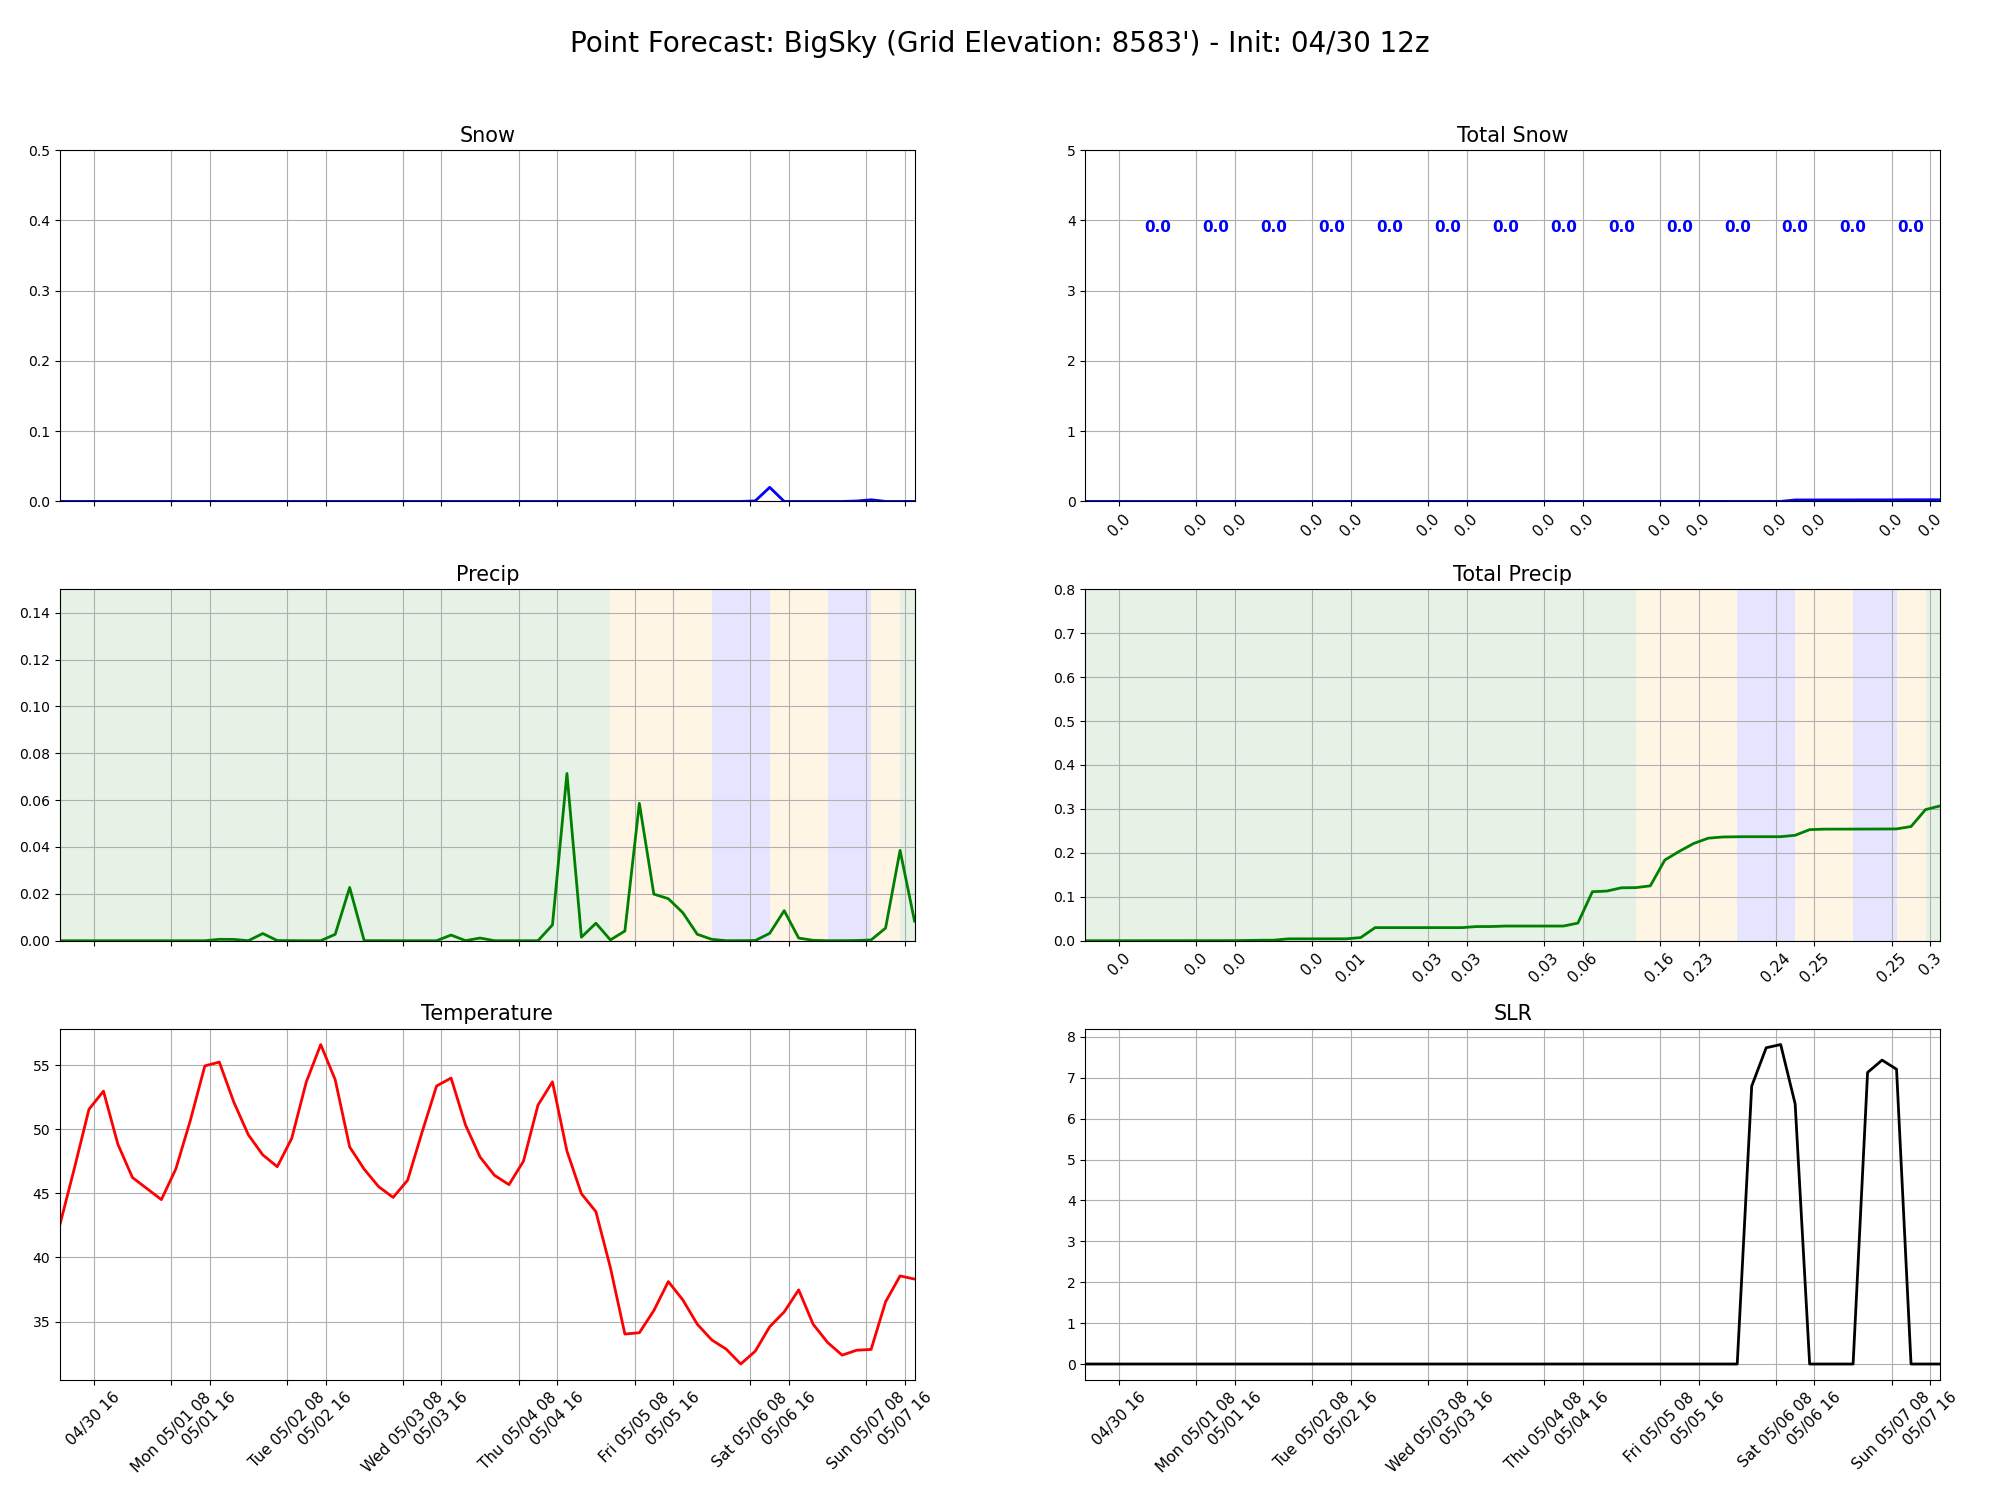 Point Forecast: BigSky (Grid Elevation: 8583') - Init: 04/30 12z
Snow
0.5
0.4
0.3
0.2
0.1
0.0
Total Snow
5
4
3
2
1
0
0.0 0.0 0.0 0.0 0.0 0.0 0.0 0.0 0.0 0.0 0.0 0.0 0.0 0.0
0.0 0.0 0.0 0.0 0.0 0.0 0.0 0.0 0.0 0.0 0.0 0.0 0.0 0.0 0.0
Precip
0.14
0.12
0.10
0.08
0.06
0.04
0.02
0.00
Total Precip
0.8
0.7
0.6
0.5
0.4
0.3
0.2
0.1
0.0
0.0 0.0 0.0 0.0 0.01 0.03 0.03 0.03 0.06 0.16 0.23 0.24 0.25 0.25 0.3
Temperature
55
50
45
40
35
04/30 16
Mon 05/01 08
05/01 16
Tue 05/02 08
05/02 16
Wed 05/03 08
05/03 16
Thu 05/04 08
05/04 16
Fri 05/05 08
05/05 16
Sat 05/06 08
05/06 16
Sun 05/07 08
05/07 16
SLR
8
7
6
5
4
3
2
1
0
04/30 16
Mon 05/01 08
05/01 16
Tue 05/02 08
05/02 16
Wed 05/03 08
05/03 16
Thu 05/04 08
05/04 16
Fri 05/05 08
05/05 16
Sat 05/06 08
05/06 16
Sun 05/07 08
05/07 16